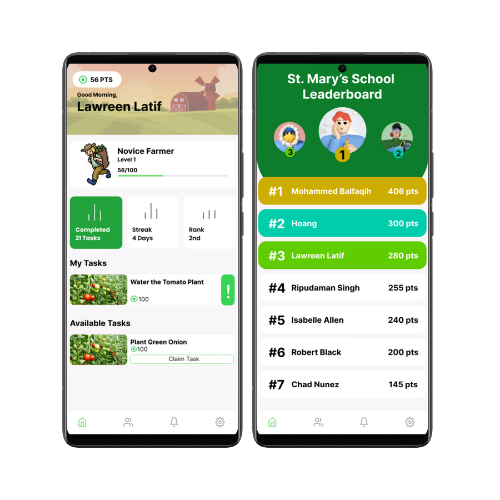 56 PTS
Good Morning,
Lawreen Latif
Novice Farmer
Level 1
56/100
Completed
21 Tasks
Streak
4 Days
Rank
2nd
My Tasks
Water the Tomato Plant
100
!
Available Tasks
Plant Green Onion
100
Claim Task
St. Mary's School
Leaderboard
3
1
2
#1 Mohammed Balfaqih 406 pts
#2 Hoang 300 pts
#3 Lawreen Latif 280 pts
#4 Ripudaman Singh 255 pts
#5 Isabelle Allen 240 pts
#6 Robert Black 200 pts
#7 Chad Nunez 145 pts